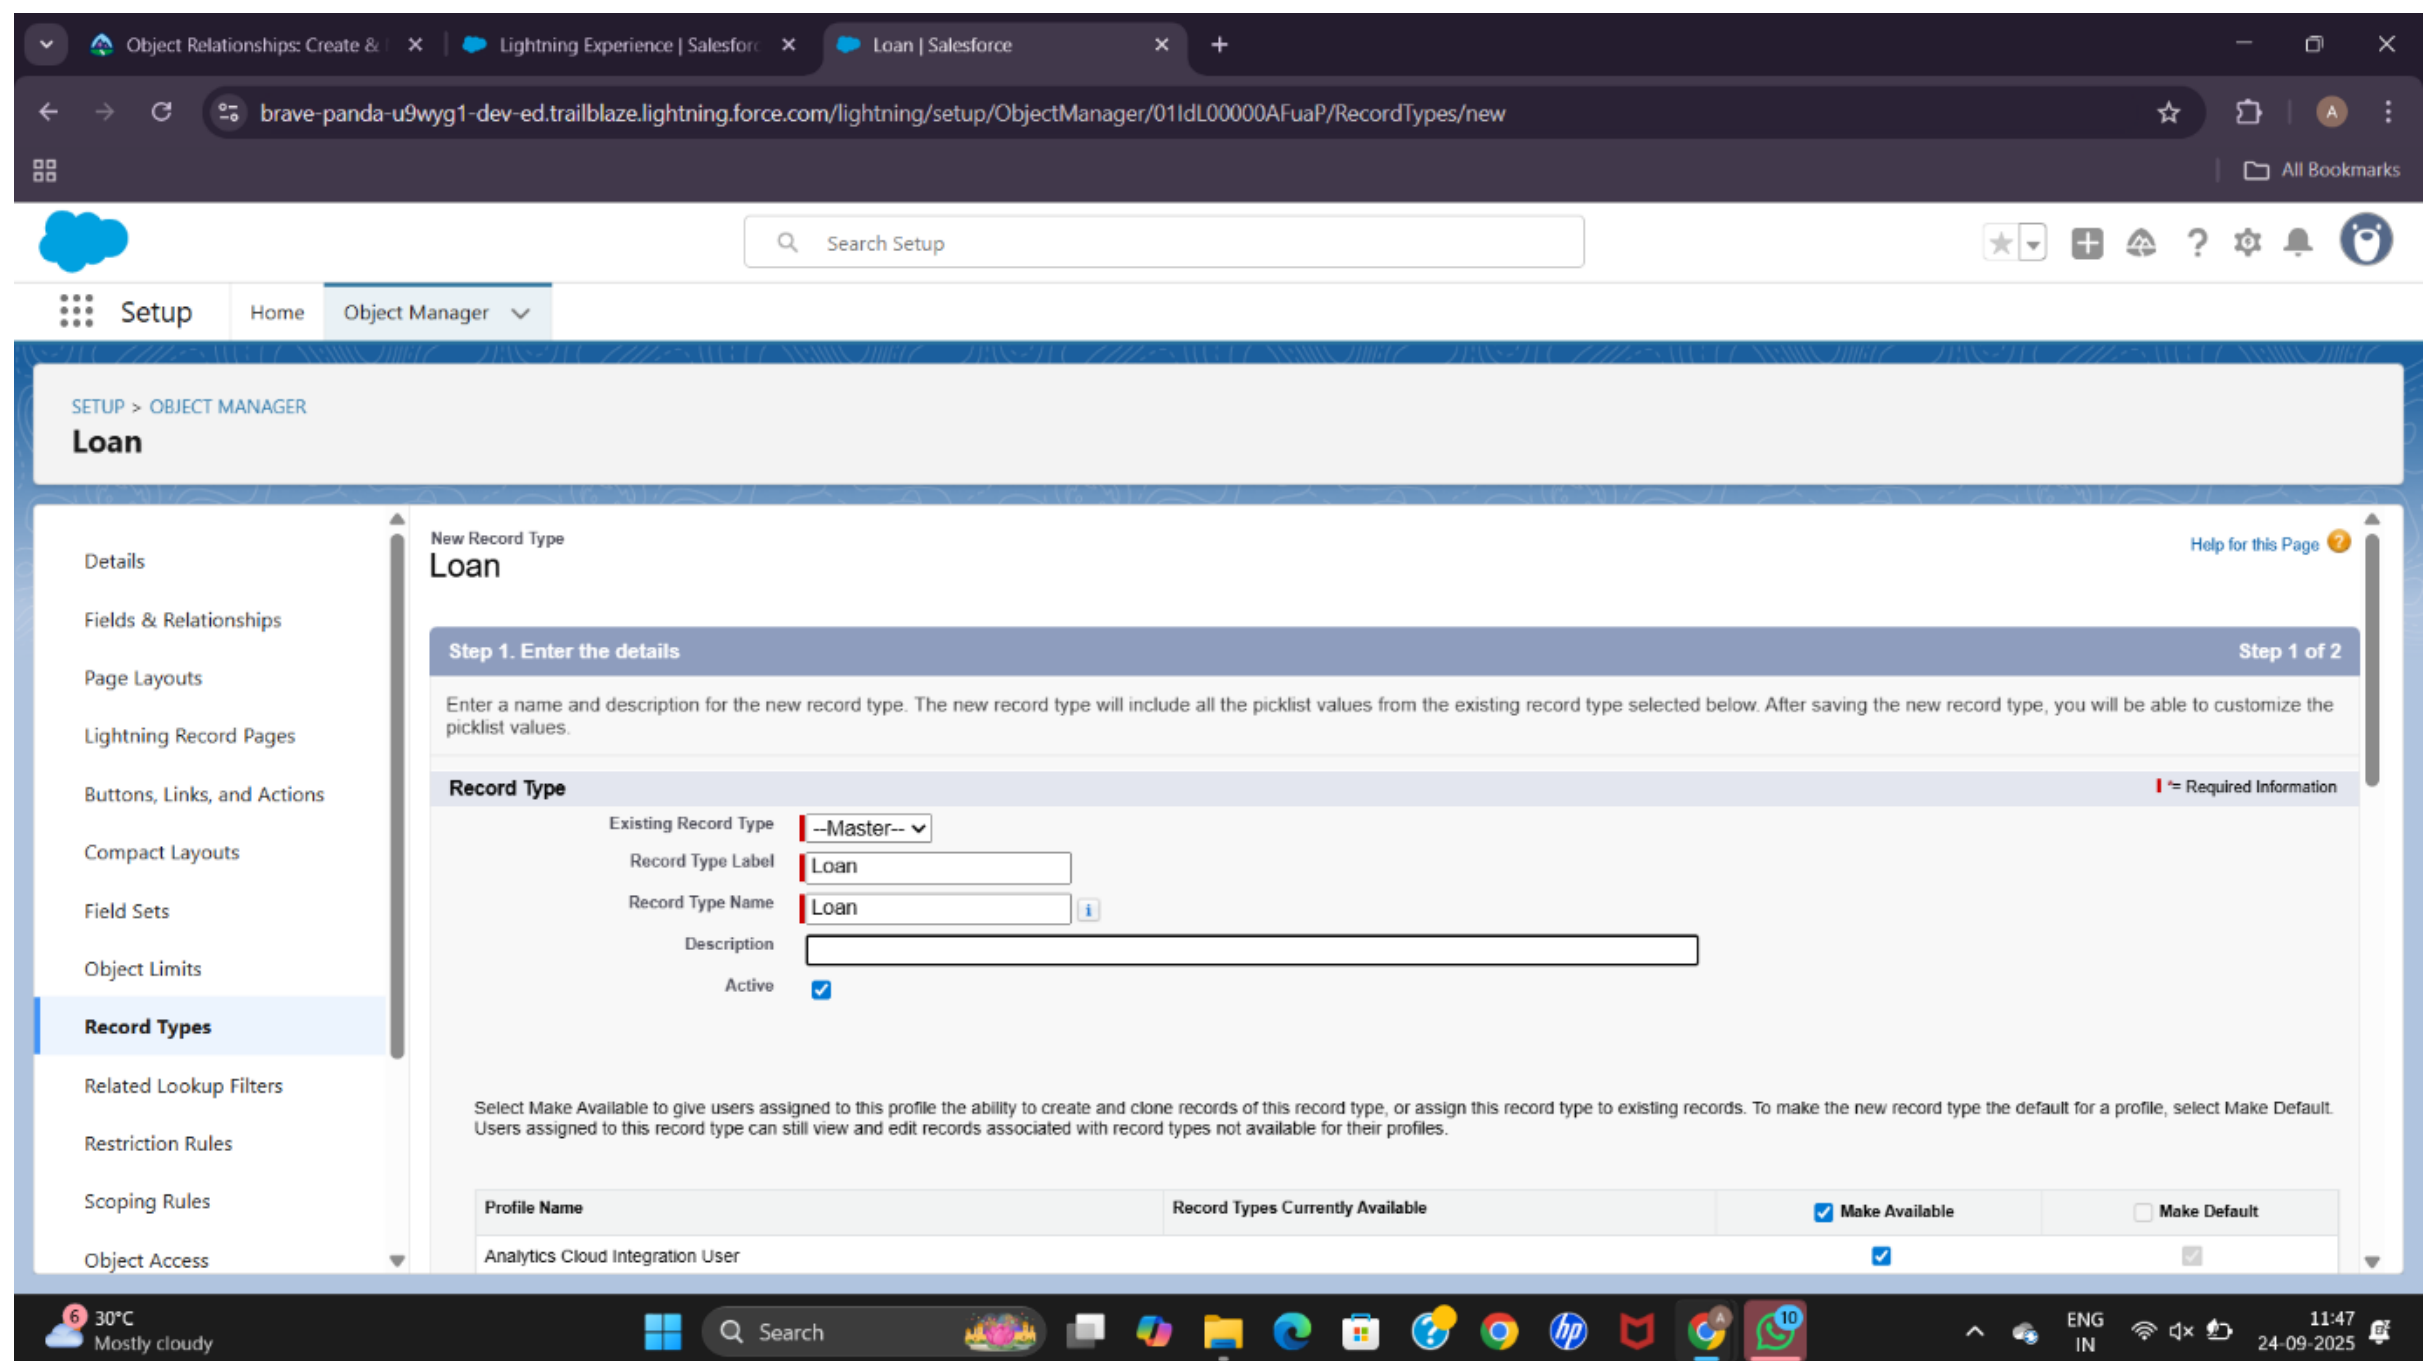 Object Relationships: Create &
Lightning Experience | Salesforc
Loan | Salesforce
brave-panda-u9wyg1-dev-ed.trailblaze.lightning.force.com/lightning/setup/ObjectManager/01IdL00000AFuaP/RecordTypes/new
A
All Bookmarks
Search Setup
Setup
Home
Object Manager
SETUP > OBJECT MANAGER
Loan
Details
Fields & Relationships
Page Layouts
Lightning Record Pages
Buttons, Links, and Actions
Compact Layouts
Field Sets
Object Limits
Record Types
Related Lookup Filters
Restriction Rules
Scoping Rules
Object Access
New Record Type
Loan
Help for this Page
Step 1. Enter the details
Step 1 of 2
Enter a name and description for the new record type. The new record type will include all the picklist values from the existing record type selected below. After saving the new record type, you will be able to customize the
picklist values.
Record Type
*= Required Information
Existing Record Type
--Master--
Record Type Label
Loan
Record Type Name
Loan
i
Description
Active
Select Make Available to give users assigned to this profile the ability to create and clone records of this record type, or assign this record type to existing records. To make the new record type the default for a profile, select Make Default.
Users assigned to this record type can still view and edit records associated with record types not available for their profiles.
Profile Name
Record Types Currently Available
Make Available
Make Default
Analytics Cloud Integration User
6
30°C
Mostly cloudy
Search
hp
A
10
ENG
IN
11:47
24-09-2025